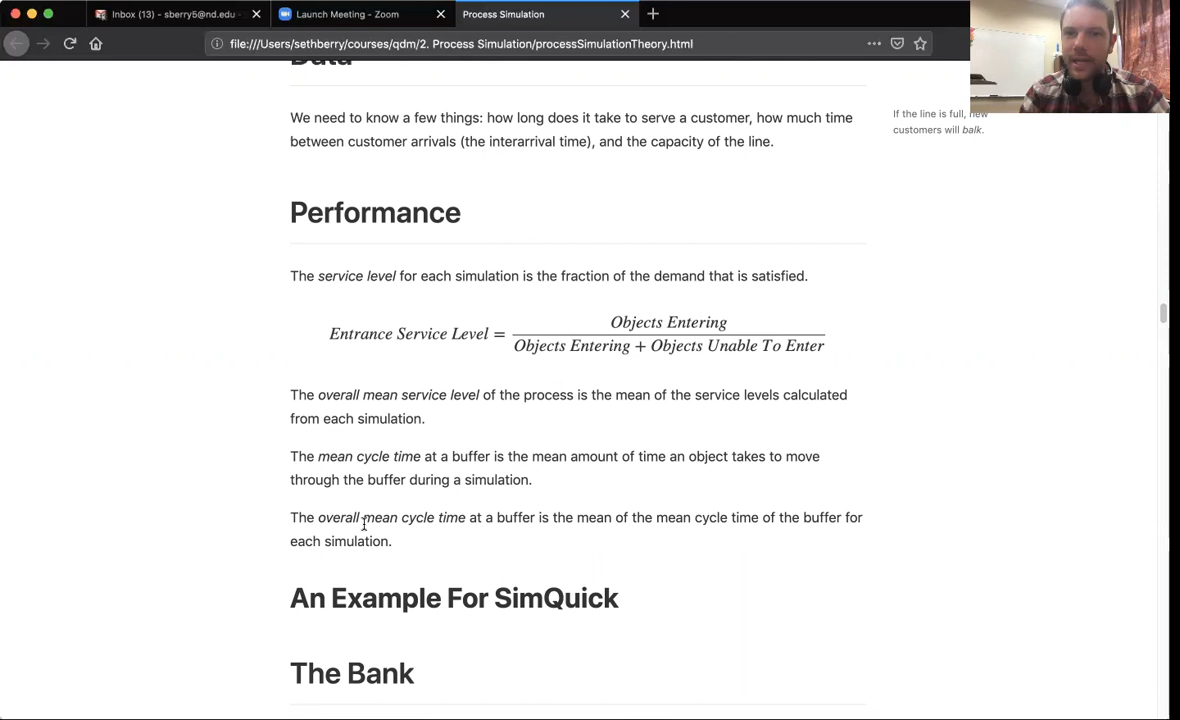 Inbox (13) - sberry5@nd.edu
Launch Meeting - Zoom
Process Simulation
file:///Users/sethberry/courses/qdm/2. Process Simulation/processSimulationTheory.html
Data
We need to know a few things: how long does it take to serve a customer, how much time
between customer arrivals (the interarrival time), and the capacity of the line.
If the line is full, new
customers will balk.
Performance
The service level for each simulation is the fraction of the demand that is satisfied.
Entrance Service Level = Objects Entering
Objects Entering + Objects Unable To Enter
The overall mean service level of the process is the mean of the service levels calculated
from each simulation.
The mean cycle time at a buffer is the mean amount of time an object takes to move
through the buffer during a simulation.
The overall mean cycle time at a buffer is the mean of the mean cycle time of the buffer for
each simulation.
An Example For SimQuick
The Bank